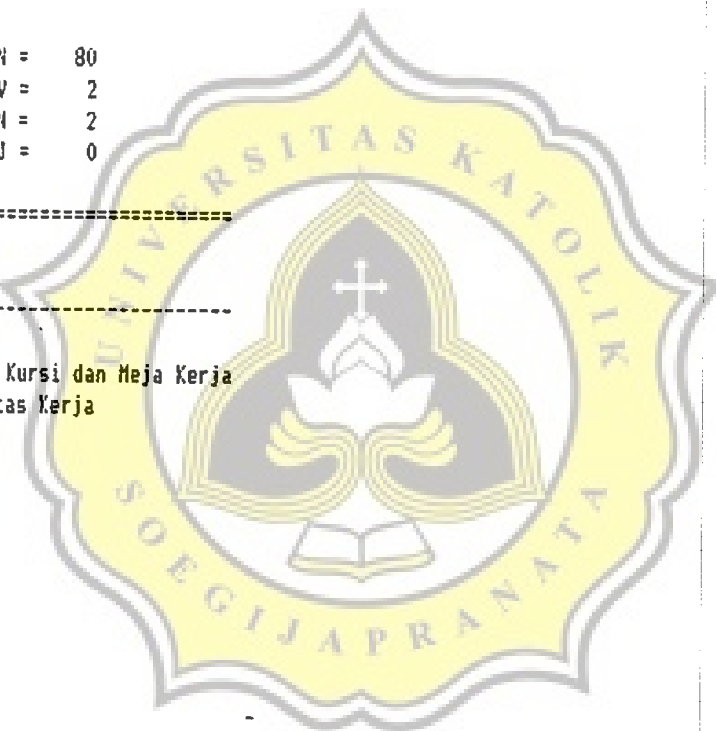 N = 80
V = 2
N = 2
J = 0
Kursi dan Meja Kerja
tas Kerja
UNIVERSITAS KATOLIK
SOEGIJAPRANATA